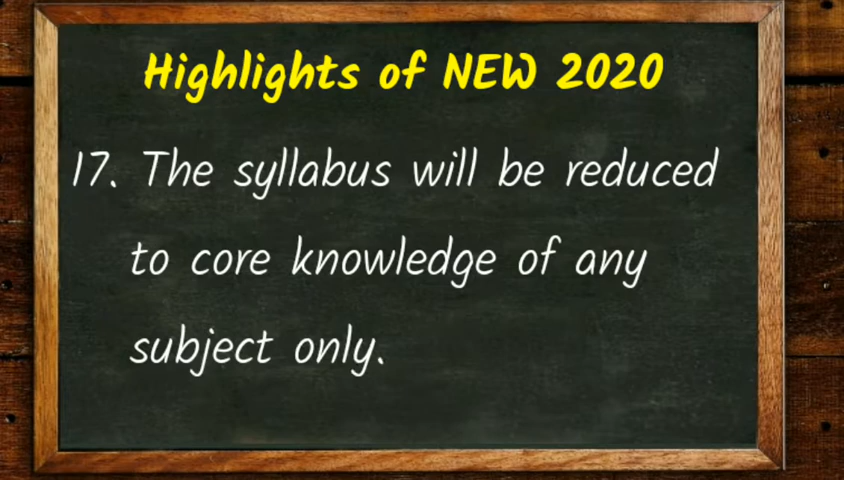 Highlights of NEW 2020
17. The syllabus will be reduced
to core knowledge of any
subject only.